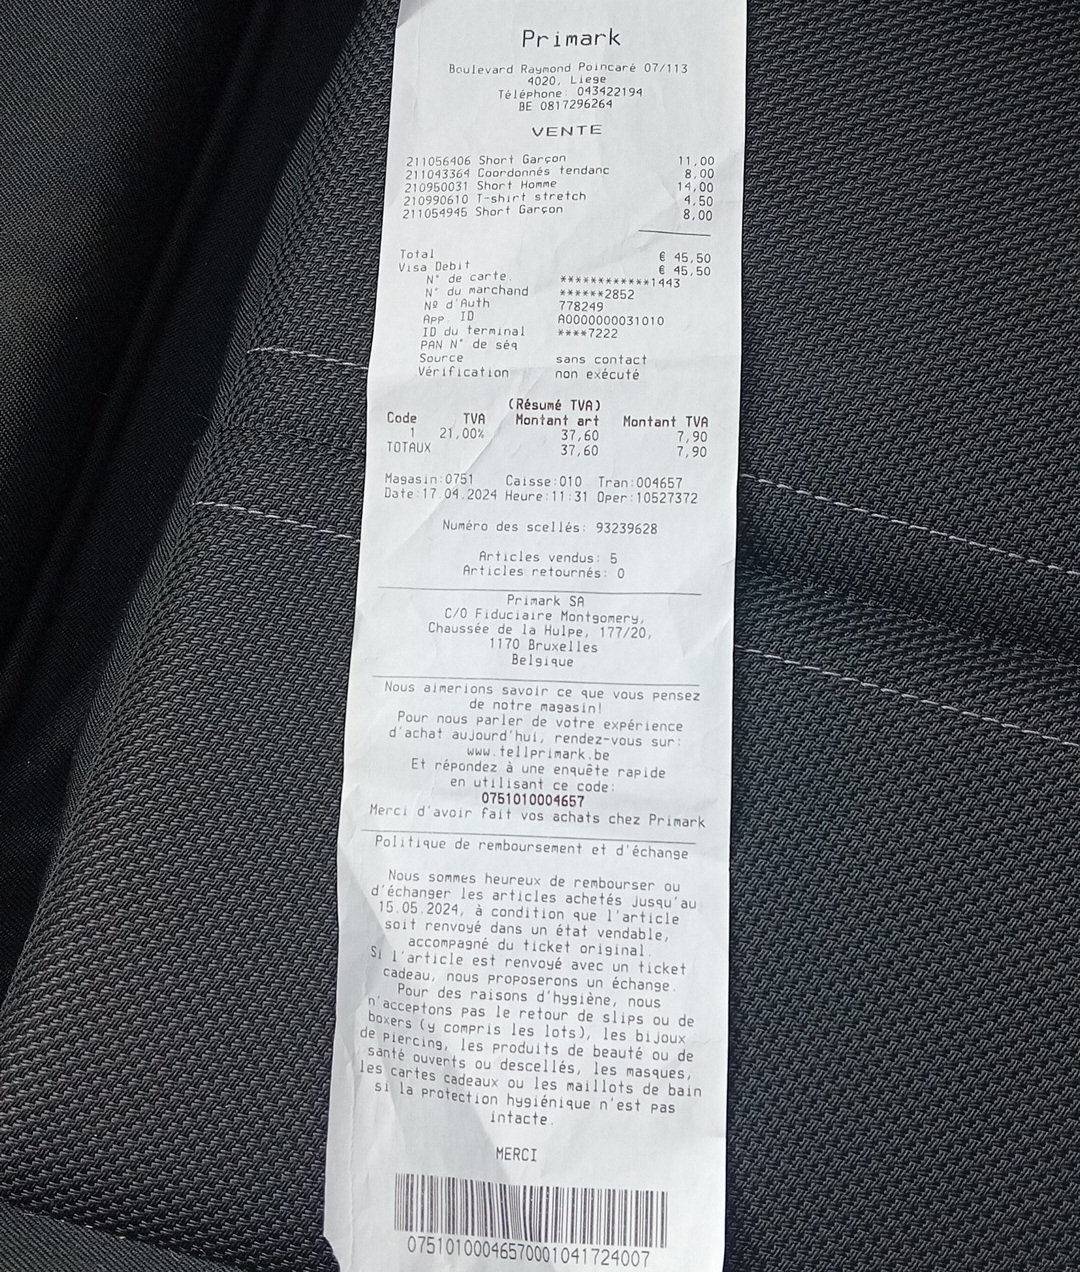 Primark
Boulevard Raymond Poincaré 07/113
4020, Liege
Téléphone: 043422194
BE 0817296264
VENTE
211056406 Short Garçon 11,00
211043364 Coordonnés tendanc 8,00
210950031 Short Homme 14,00
210990610 T-shirt stretch 4,50
211054945 Short Garçon 8,00
Total € 45,50
Visa Debit € 45,50
N° de carte. ************1443
N° du marchand ******2852
Nº d'Auth 778249
App. ID A0000000031010
ID du terminal ****7222
PAN N° de séq
Source sans contact
Vérification non exécuté
(Résumé TVA)
Code TVA Montant art Montant TVA
1 21,00% 37,60 7,90
TOTAUX 37,60 7,90
Magasin:0751 Caisse:010 Tran:004657
Date:17.04.2024 Heure:11:31 Oper:10527372
Numéro des scellés: 93239628
Articles vendus: 5
Articles retournés: 0
Primark SA
C/O Fiduciaire Montgomery,
Chaussée de la Hulpe, 177/20,
1170 Bruxelles
Belgique
Nous aimerions savoir ce que vous pensez
de notre magasin!
Pour nous parler de votre expérience
d'achat aujourd'hui, rendez-vous sur:
www.tellprimark.be
Et répondez à une enquête rapide
en utilisant ce code:
0751010004657
Merci d'avoir fait vos achats chez Primark
Politique de remboursement et d'échange
Nous sommes heureux de rembourser ou
d'échanger les articles achetés jusqu'au
15.05.2024, à condition que l'article
soit renvoyé dans un état vendable,
accompagné du ticket original.
Si l'article est renvoyé avec un ticket
cadeau, nous proposerons un échange.
Pour des raisons d'hygiène, nous
n'acceptons pas le retour de slips ou de
boxers (y compris les lots), les bijoux
de piercing, les produits de beauté ou de
santé ouverts ou descellés, les masques,
les cartes cadeaux ou les maillots de bain
si la protection hygiénique n'est pas
intacte.
MERCI
07510100046570001041724007